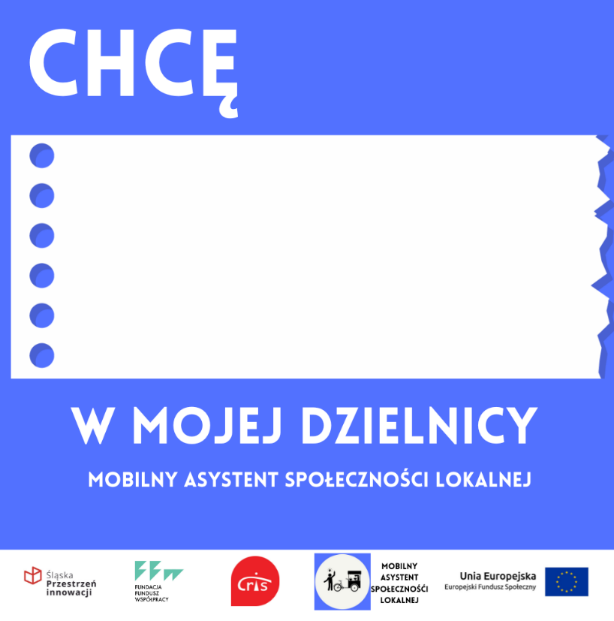 CHCĘ
W MOJEJ DZIELNICY
MOBILNY ASYSTENT SPOŁECZNOŚCI LOKALNEJ
Śląska
Przestrzeń
innowacji
FUNDACJA
FUNDUSZ
WSPÓŁPRACY
CRIS
MOBILNY
ASYSTENT
SPOŁECZNOŚCI
LOKALNEJ
Unia Europejska
Europejski Fundusz Społeczny